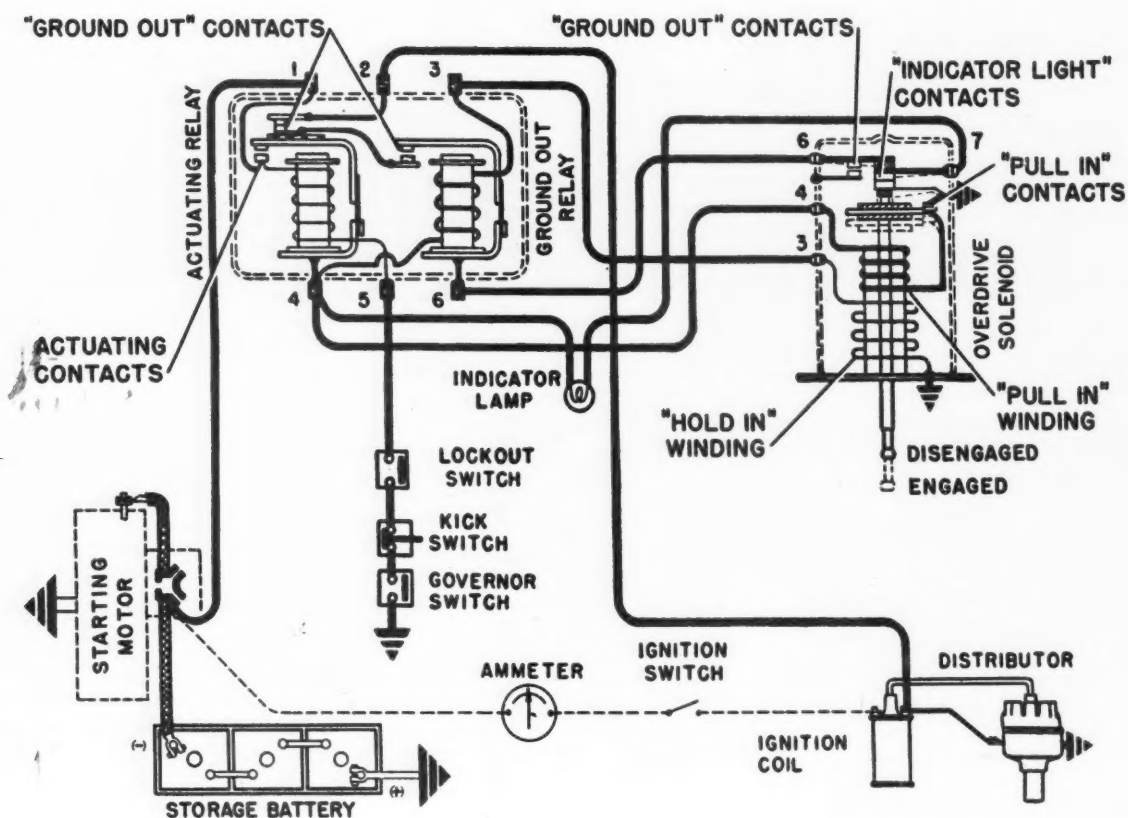 "GROUND OUT" CONTACTS
"GROUND OUT" CONTACTS
"INDICATOR LIGHT"
CONTACTS
"PULL IN"
CONTACTS
1
2
3
ACTUATING RELAY
GROUND OUT
RELAY
4
5
6
6
7
4
3
OVERDRIVE
SOLENOID
ACTUATING
CONTACTS
INDICATOR
LAMP
"HOLD IN"
WINDING
"PULL IN"
WINDING
DISENGAGED
ENGAGED
LOCKOUT
SWITCH
KICK
SWITCH
GOVERNOR
SWITCH
STARTING
MOTOR
AMMETER
IGNITION
SWITCH
DISTRIBUTOR
IGNITION
COIL
(-)
(+)
STORAGE BATTERY